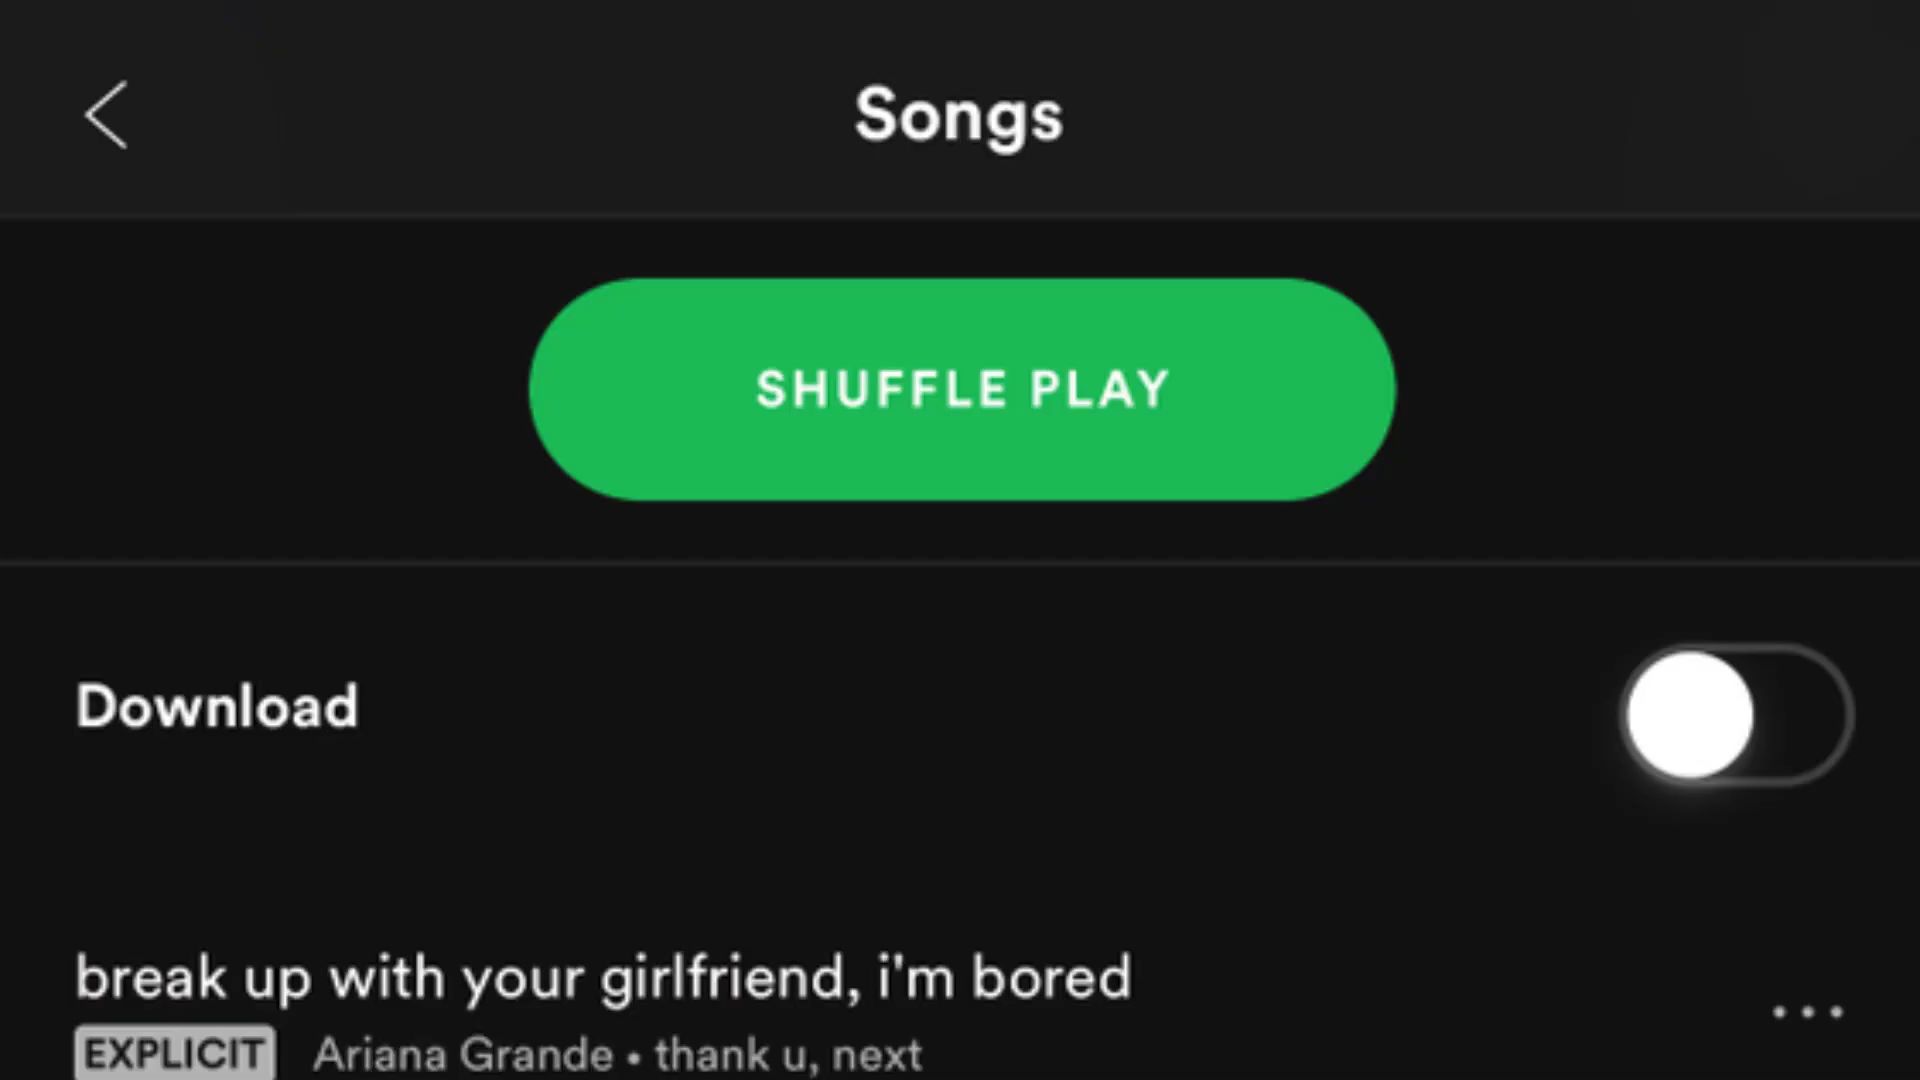 Songs
SHUFFLE PLAY
Download
break up with your girlfriend, i'm bored
EXPLICIT Ariana Grande • thank u, next